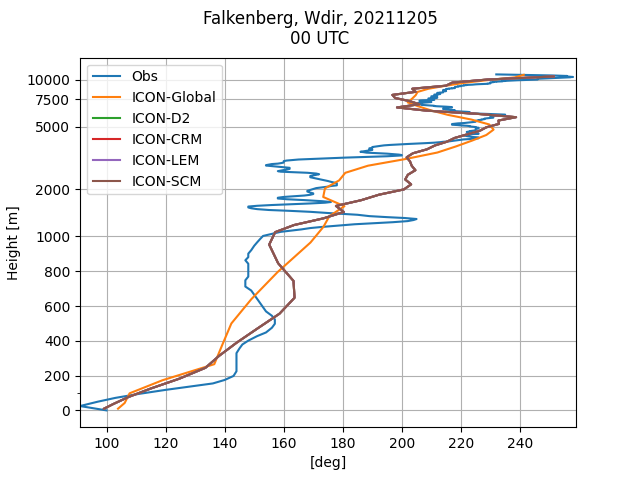 Falkenberg, Wdir, 20211205
00 UTC
Obs
ICON-Global
ICON-D2
ICON-CRM
ICON-LEM
ICON-SCM
Height [m]
10000
7500
5000
2000
1000
800
600
400
200
0
100 120 140 160 180 200 220 240
[deg]